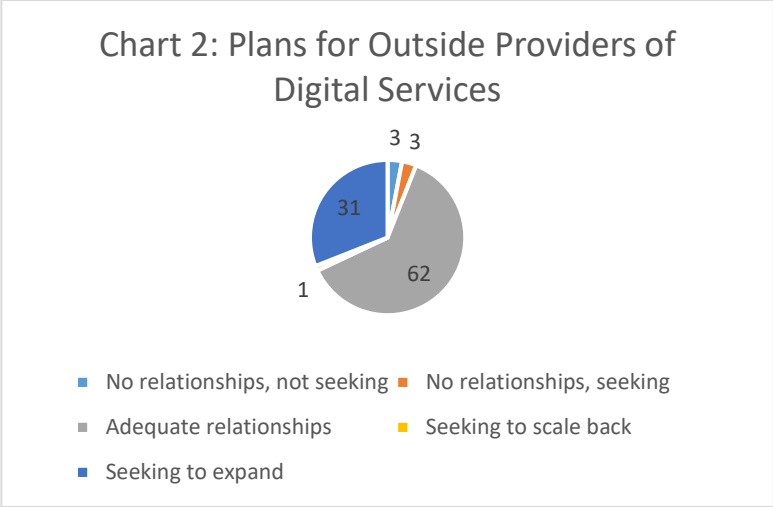 Chart 2: Plans for Outside Providers of
Digital Services
3 3
31
62
1
No relationships, not seeking
No relationships, seeking
Adequate relationships
Seeking to scale back
Seeking to expand